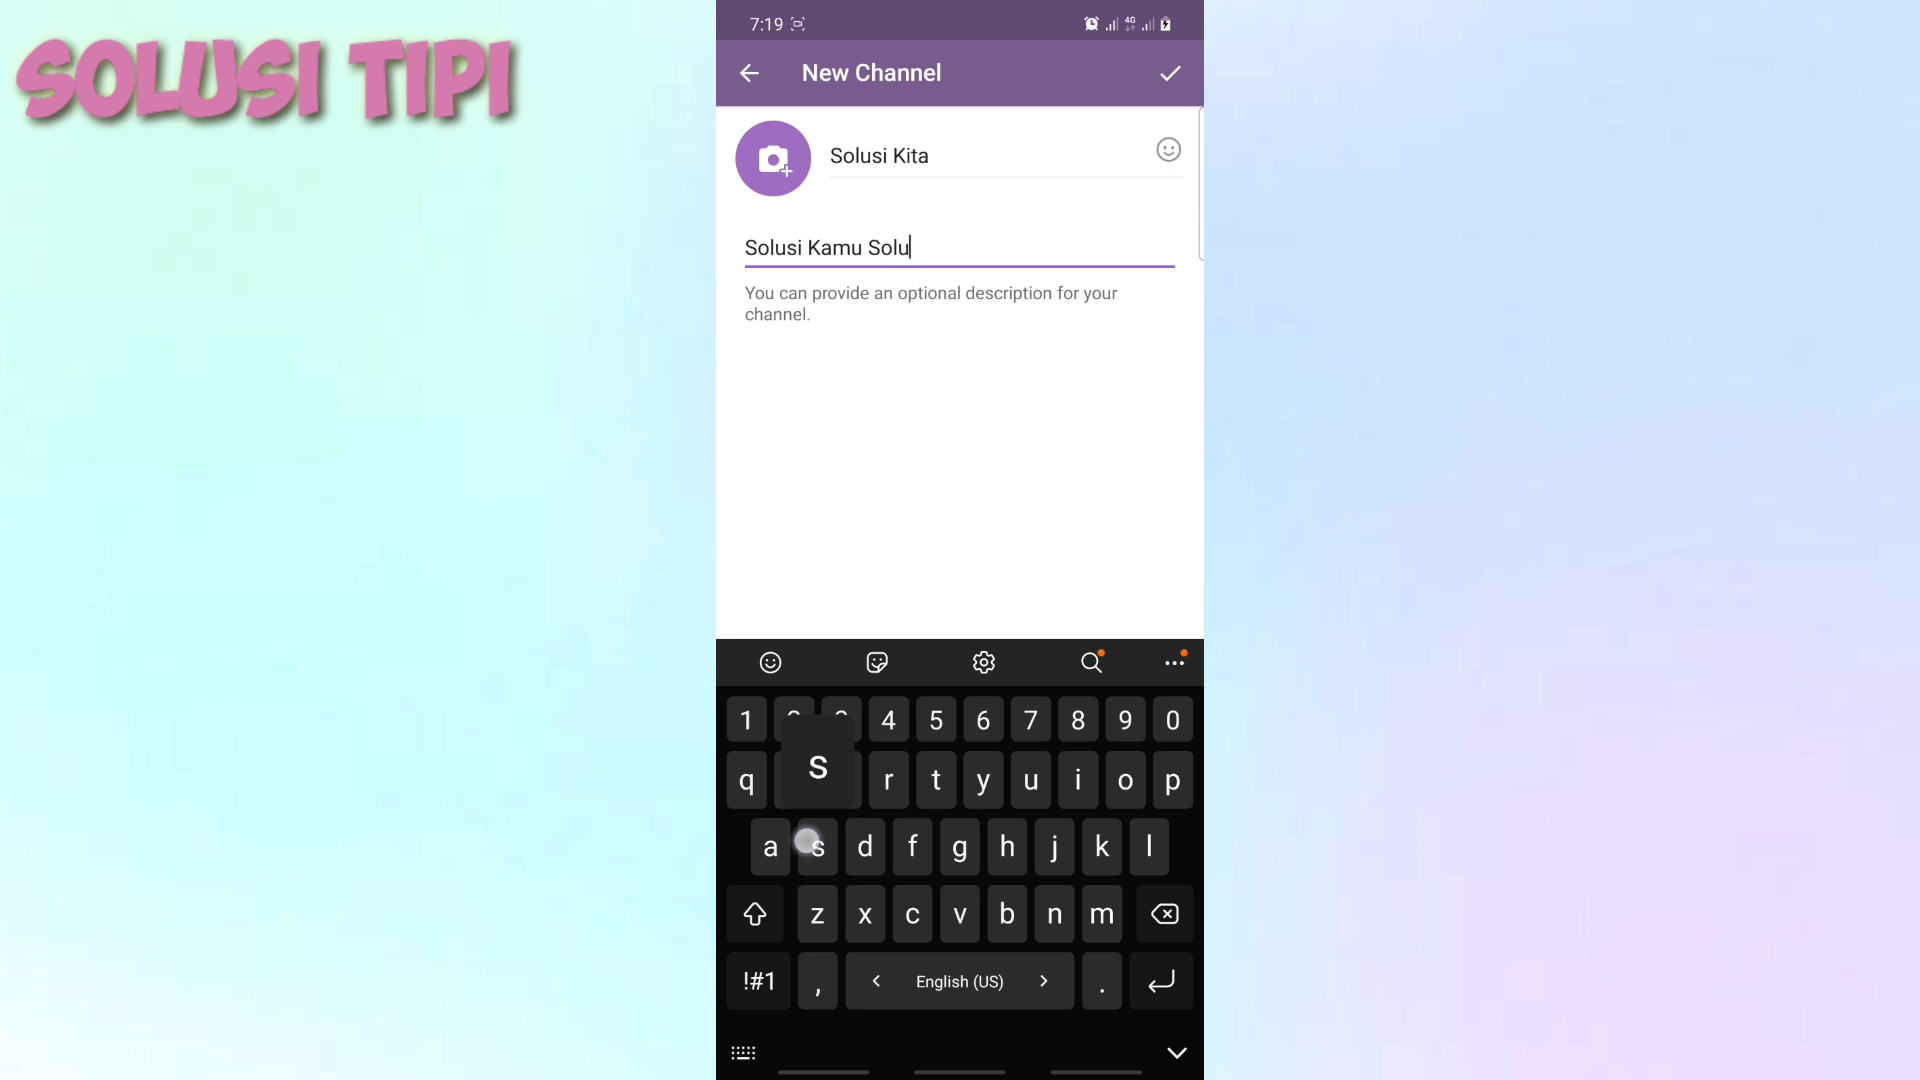 SOLUSI TIPI
7:19
4G
New Channel
Solusi Kita
Solusi Kamu Solu
You can provide an optional description for your
channel.
1 4 5 6 7 8 9 0
s
q r t y u i o p
a s d f g h j k l
z x c v b n m
!#1 , < English (US) > .